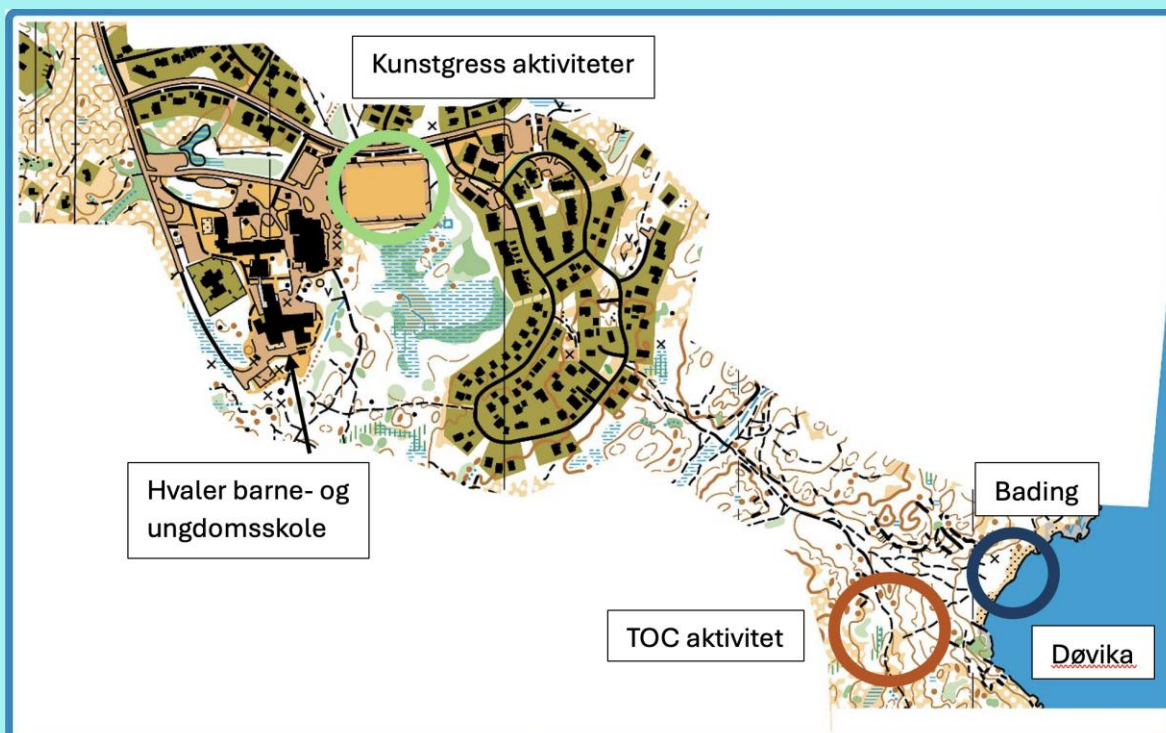 Kunstgress aktiviteter
Hvaler barne- og
ungdomsskole
Bading
TOC aktivitet
Døvika